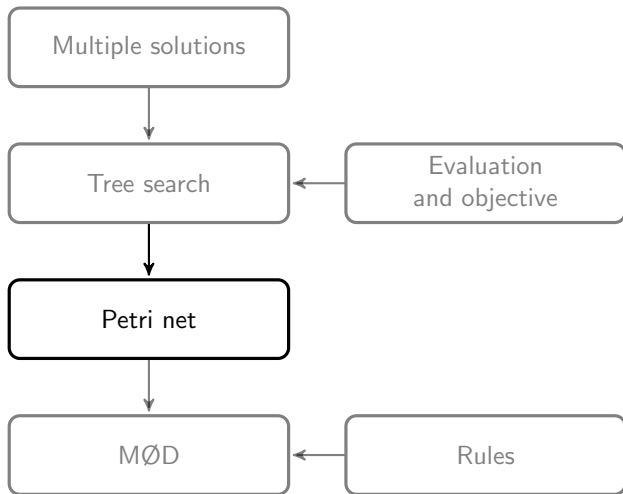 Multiple solutions
Tree search
Evaluation
and objective
Petri net
MØD
Rules